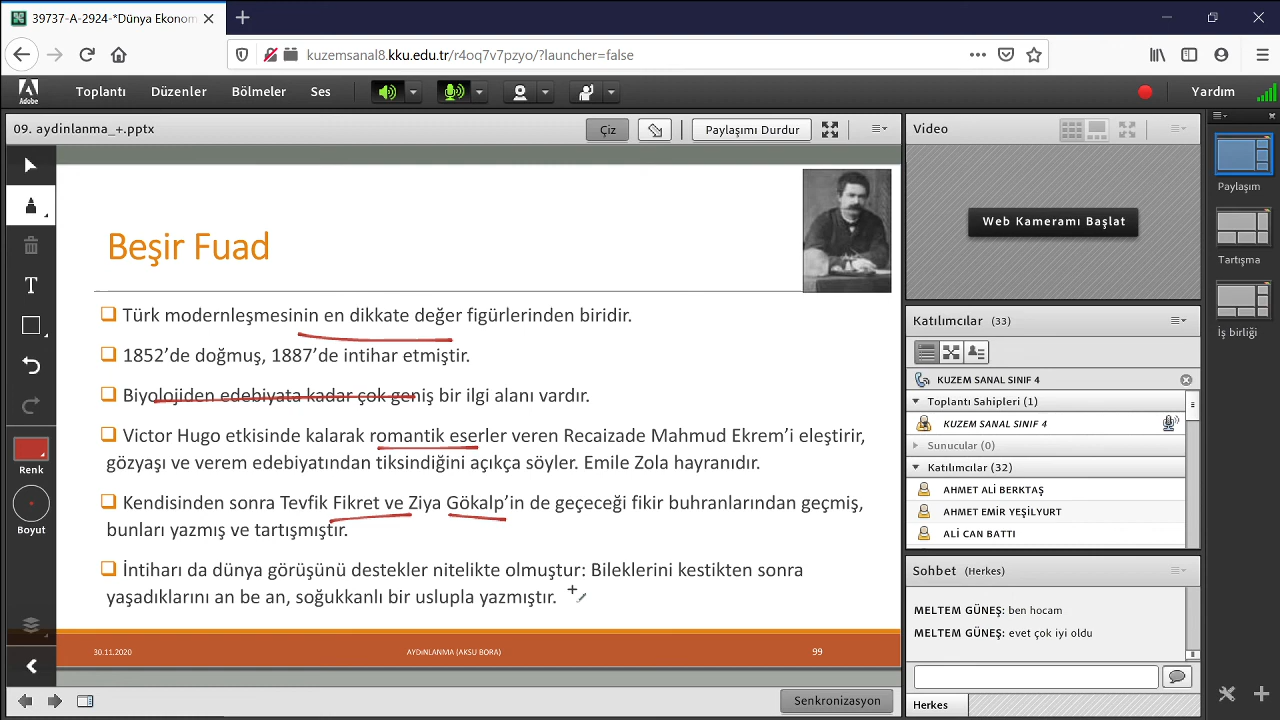 39737-A-2924-*Dünya Ekonom
kuzemsanal8.kku.edu.tr/r4oq7v7pzyo/?launcher=false
Adobe
Toplantı Düzenler Bölmeler Ses Yardım
09. aydinlanma_+.pptx
Çiz
Paylaşımı Durdur
Beşir Fuad
Türk modernleşmesinin en dikkate değer figürlerinden biridir.
1852’de doğmuş, 1887’de intihar etmiştir.
Biyolojiden edebiyata kadar çok geniş bir ilgi alanı vardır.
Victor Hugo etkisinde kalarak romantik eserler veren Recaizade Mahmud Ekrem’i eleştirir,
gözyaşı ve verem edebiyatından tiksindiğini açıkça söyler. Emile Zola hayranıdır.
Kendisinden sonra Tevfik Fikret ve Ziya Gökalp’in de geçeceği fikir buhranlarından geçmiş,
bunları yazmış ve tartışmıştır.
İntiharı da dünya görüşünü destekler nitelikte olmuştur: Bileklerini kestikten sonra
yaşadıklarını an be an, soğukkanlı bir uslupla yazmıştır.
30.11.2020 AYDıNLANMA (AKSU BORA) 99
Renk
Boyut
Senkronizasyon
Video
Web Kameramı Başlat
Katılımcılar (33)
KUZEM SANAL SINIF 4
Toplantı Sahipleri (1)
KUZEM SANAL SINIF 4
Sunucular (0)
Katılımcılar (32)
AHMET ALİ BERKTAŞ
AHMET EMİR YEŞİLYURT
ALİ CAN BATTI
Sohbet (Herkes)
MELTEM GÜNEŞ: ben hocam
MELTEM GÜNEŞ: evet çok iyi oldu
Herkes
Paylaşım
Tartışma
İş birliği